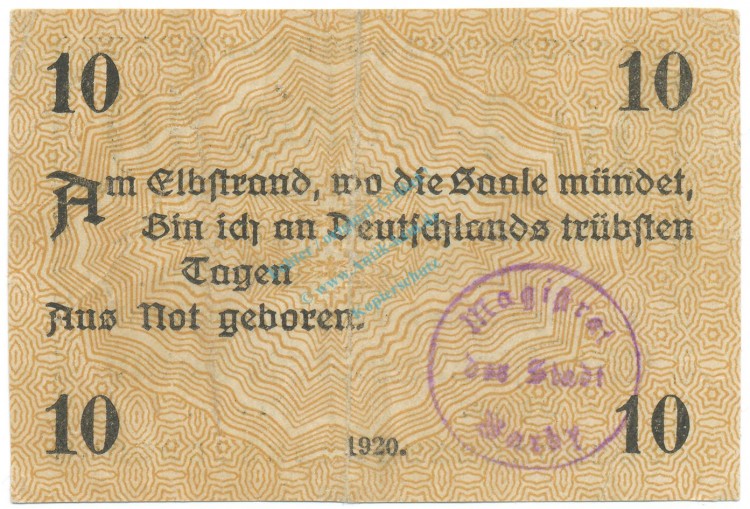 10 10
Am Elbstrand, wo die Saale mündet,
Bin ich an Deutschlands trübsten
Tagen
Aus Not geboren.
Magistrat
der Stadt
Barby
10 10
1920.